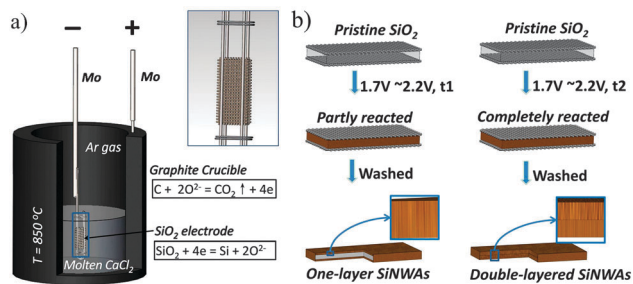 a)
−
+
Mo
Mo
Ar gas
T = 850 °C
Graphite Crucible
C + 2O²⁻ = CO₂ ↑ + 4e
SiO₂ electrode
SiO₂ + 4e = Si + 2O²⁻
Molten CaCl₂
b)
Pristine SiO₂
1.7V ~2.2V, t1
Partly reacted
Washed
One-layer SiNWAs
Pristine SiO₂
1.7V ~2.2V, t2
Completely reacted
Washed
Double-layered SiNWAs